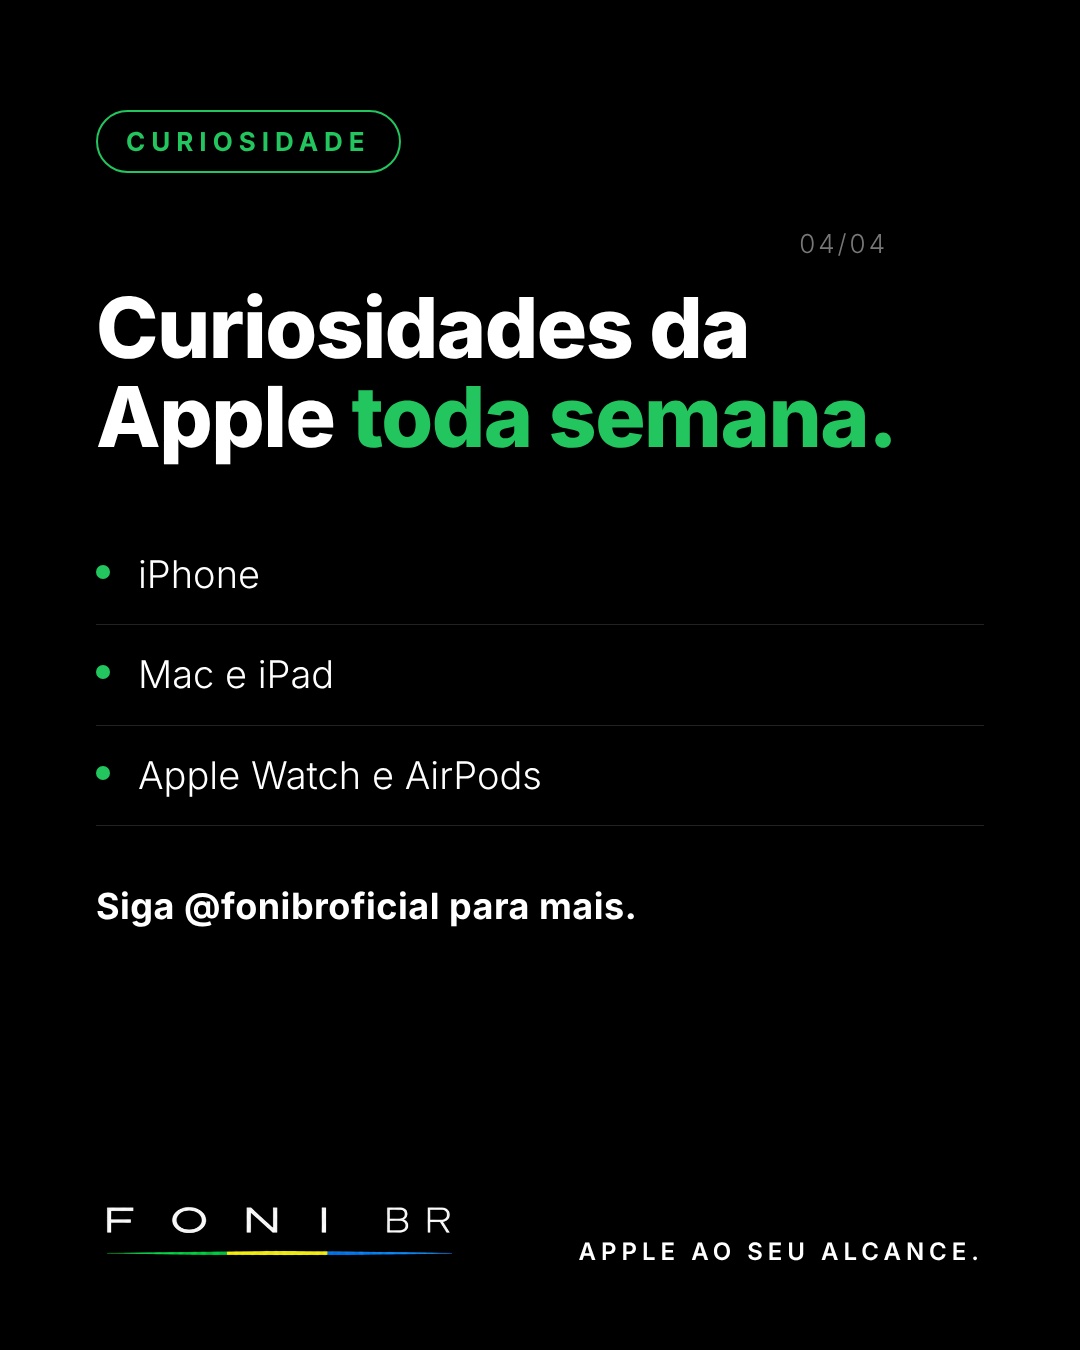 CURIOSIDADE
04/04
Curiosidades da
Apple toda semana.
iPhone
Mac e iPad
Apple Watch e AirPods
Siga @fonibroficial para mais.
FONI BR
APPLE AO SEU ALCANCE.